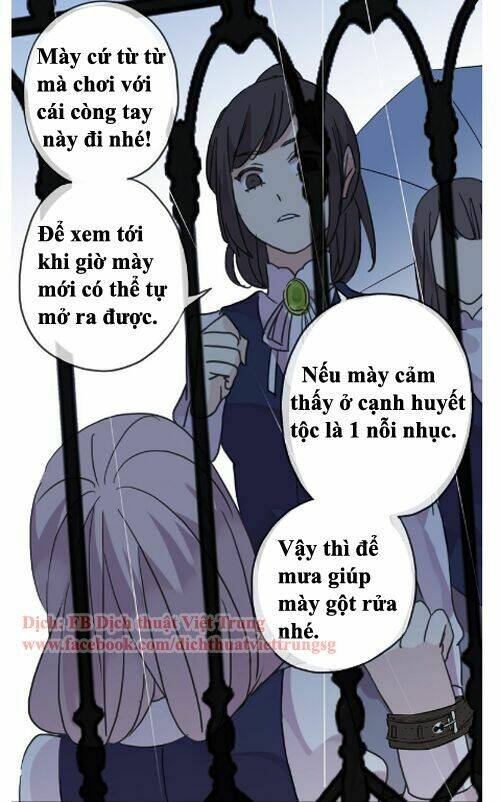 Mày cứ từ từ
mà chơi với
cái còng tay
này đi nhé!
Để xem tới
khi giờ mày
mới có thể tự
mở ra được.
Nếu mày cảm
thấy ở cạnh huyết
tộc là 1 nỗi nhục.
Vậy thì để
mưa giúp
mày gột rửa
nhé.
Dịch: FB Dịch thuật Việt Trung
www.facebook.com/dichthuatviettrungsg